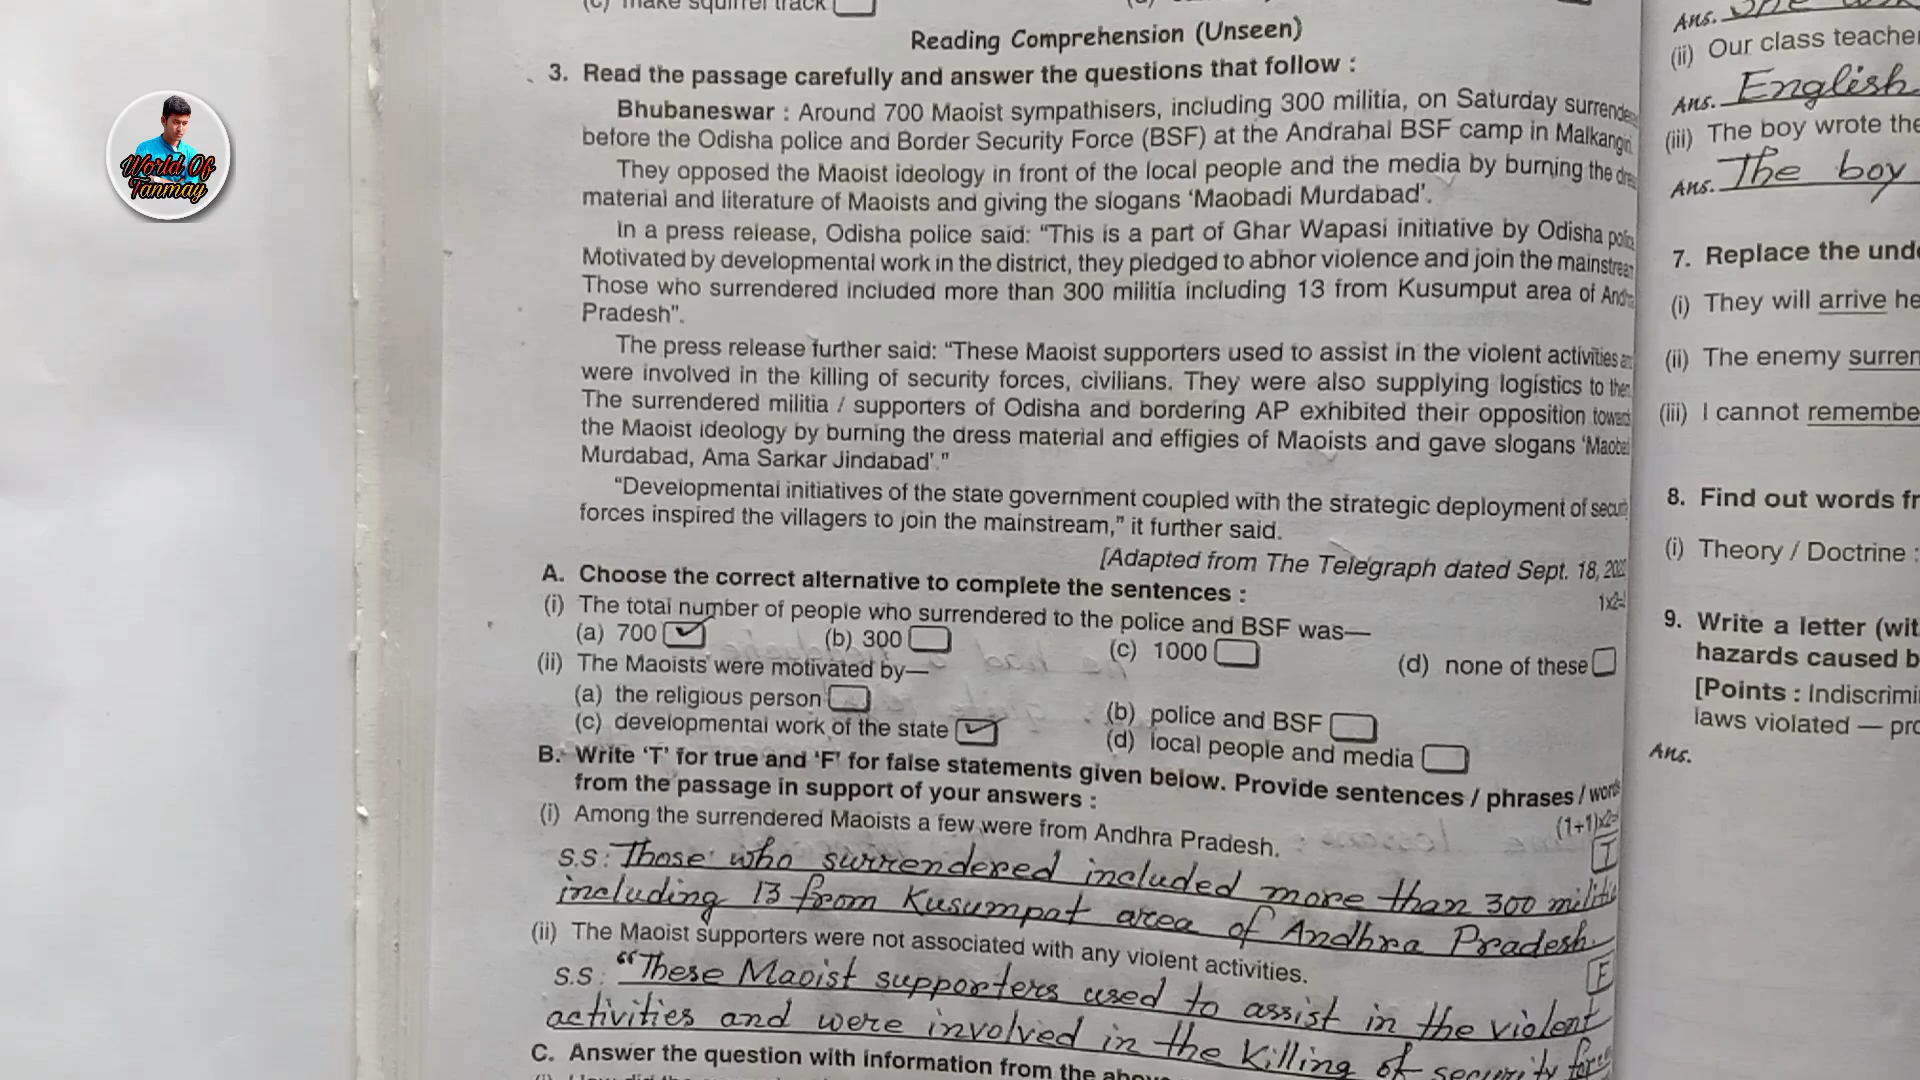 (c) make squirrel track
Reading Comprehension (Unseen)
3. Read the passage carefully and answer the questions that follow :
Bhubaneswar : Around 700 Maoist sympathisers, including 300 militia, on Saturday
before the Odisha police and Border Security Force (BSF) at the Andrahal BSF camp in Malkangiri.
They opposed the Maoist ideology in front of the local people and the media by burning the
material and literature of Maoists and giving the slogans 'Maobadi Murdabad'.
In a press release, Odisha police said: "This is a part of Ghar Wapasi initiative by Odisha police.
Motivated by developmental work in the district, they pledged to abhor violence and join the mainstream
Those who surrendered included more than 300 militia including 13 from Kusumput area of
Pradesh".
The press release further said: "These Maoist supporters used to assist in the violent activities
were involved in the killing of security forces, civilians. They were also supplying logistics to
The surrendered militia / supporters of Odisha and bordering AP exhibited their opposition
the Maoist ideology by burning the dress material and effigies of Maoists and gave slogans
Murdabad, Ama Sarkar Jindabad'."
"Developmental initiatives of the state government coupled with the strategic deployment of
forces inspired the villagers to join the mainstream," it further said.
[Adapted from The Telegraph dated Sept. 18,
A. Choose the correct alternative to complete the sentences :
1x2=
(i) The total number of people who surrendered to the police and BSF was—
(a) 700 (b) 300 (c) 1000 (d) none of these
(ii) The Maoists were motivated by—
(a) the religious person (b) police and BSF
(c) developmental work of the state (d) local people and media
B. Write 'T' for true and 'F' for false statements given below. Provide sentences / phrases /
from the passage in support of your answers :
(1+1)x2=
(i) Among the surrendered Maoists a few were from Andhra Pradesh.
T
S.S: Those who surrendered included more than 300
including 13 from Kusumpat area of Andhra Pradesh.
(ii) The Maoist supporters were not associated with any violent activities.
F
S.S: "These Maoist supporters used to assist in the violent
activities and were involved in the killing of security
C. Answer the question with information from the
Ans.
(ii) Our class teacher
Ans. English
(iii) The boy wrote the
Ans. The boy
7. Replace the
(i) They will arrive
(ii) The enemy
(iii) I cannot
8. Find out words
(i) Theory / Doctrine :
9. Write a letter
hazards caused
[Points :
laws violated —
Ans.
World Of
Tanmay